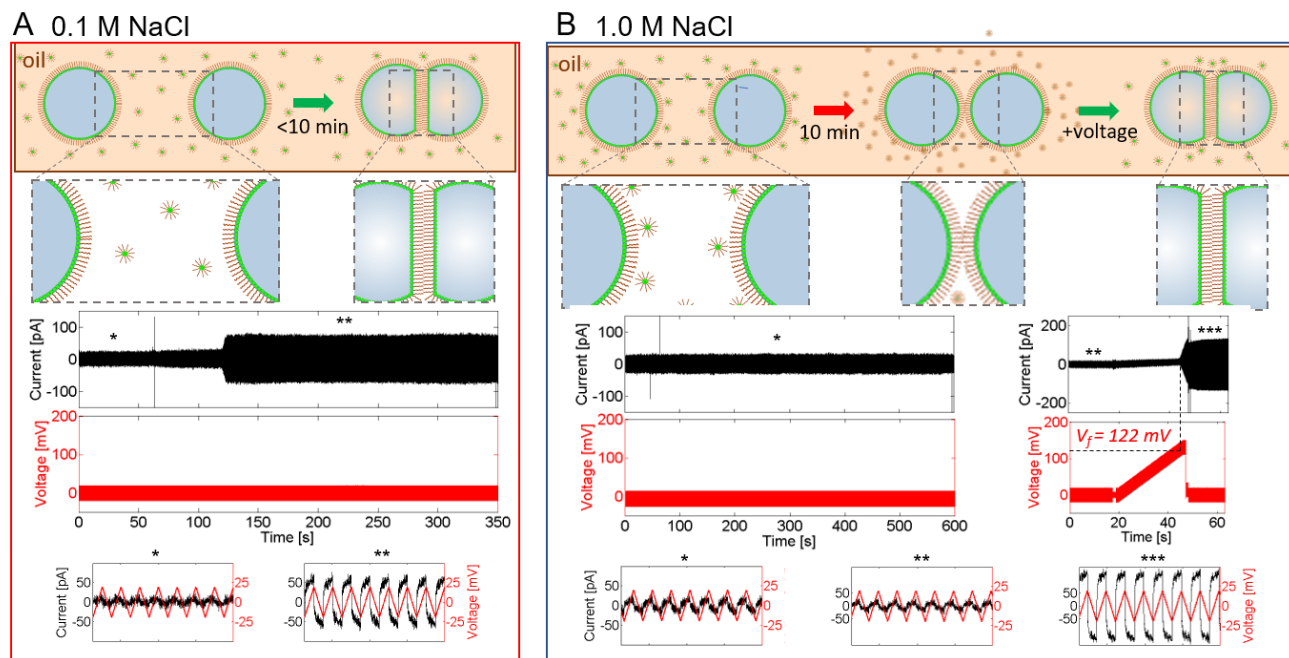 A 0.1 M NaCl
oil
<10 min
*
**
Current [pA]
100
0
-100
Voltage [mV]
200
100
0
0 50 100 150 200 250 300 350
Time [s]
*
**
Current [pA]
50
0
-50
25
0
-25
50
0
-50
25
0
-25
Voltage [mV]
B 1.0 M NaCl
oil
10 min
+voltage
*
Current [pA]
100
0
-100
Voltage [mV]
200
100
0
0 100 200 300 400 500 600
Time [s]
**
***
Current [pA]
200
0
-200
Vf = 122 mV
Voltage [mV]
200
100
0
0 20 40 60
Time [s]
*
**
***
Current [pA]
50
0
-50
25
0
-25
50
0
-50
25
0
-25
50
0
-50
25
0
-25
Voltage [mV]